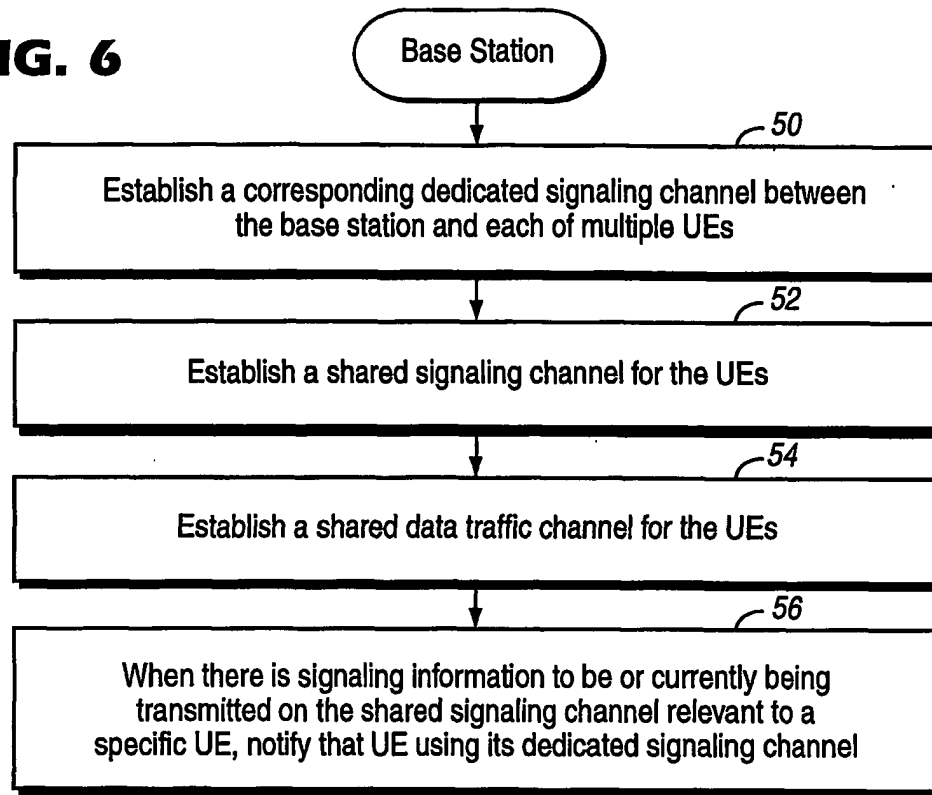 IG. 6
Base Station
50
Establish a corresponding dedicated signaling channel between
the base station and each of multiple UEs
52
Establish a shared signaling channel for the UEs
54
Establish a shared data traffic channel for the UEs
56
When there is signaling information to be or currently being
transmitted on the shared signaling channel relevant to a
specific UE, notify that UE using its dedicated signaling channel